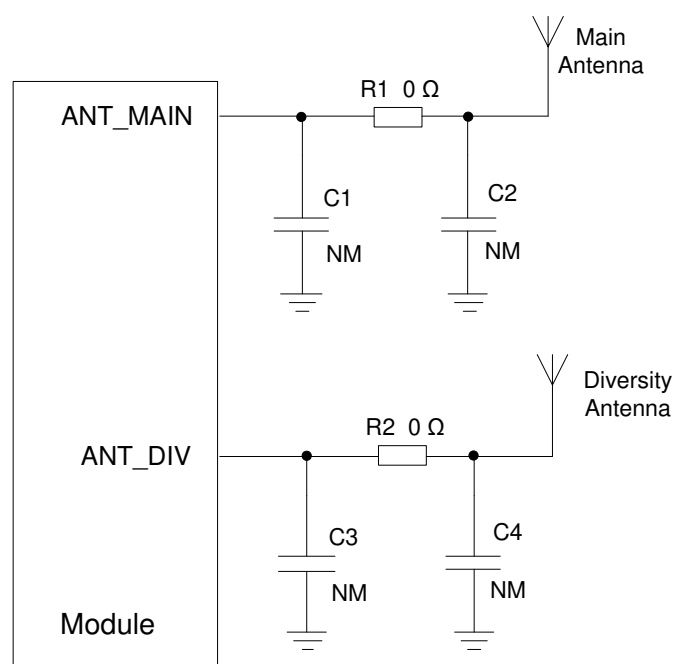 Main
Antenna
R1 0 Ω
ANT_MAIN
C1
C2
NM
NM
Diversity
Antenna
R2 0 Ω
ANT_DIV
C3
C4
NM
NM
Module